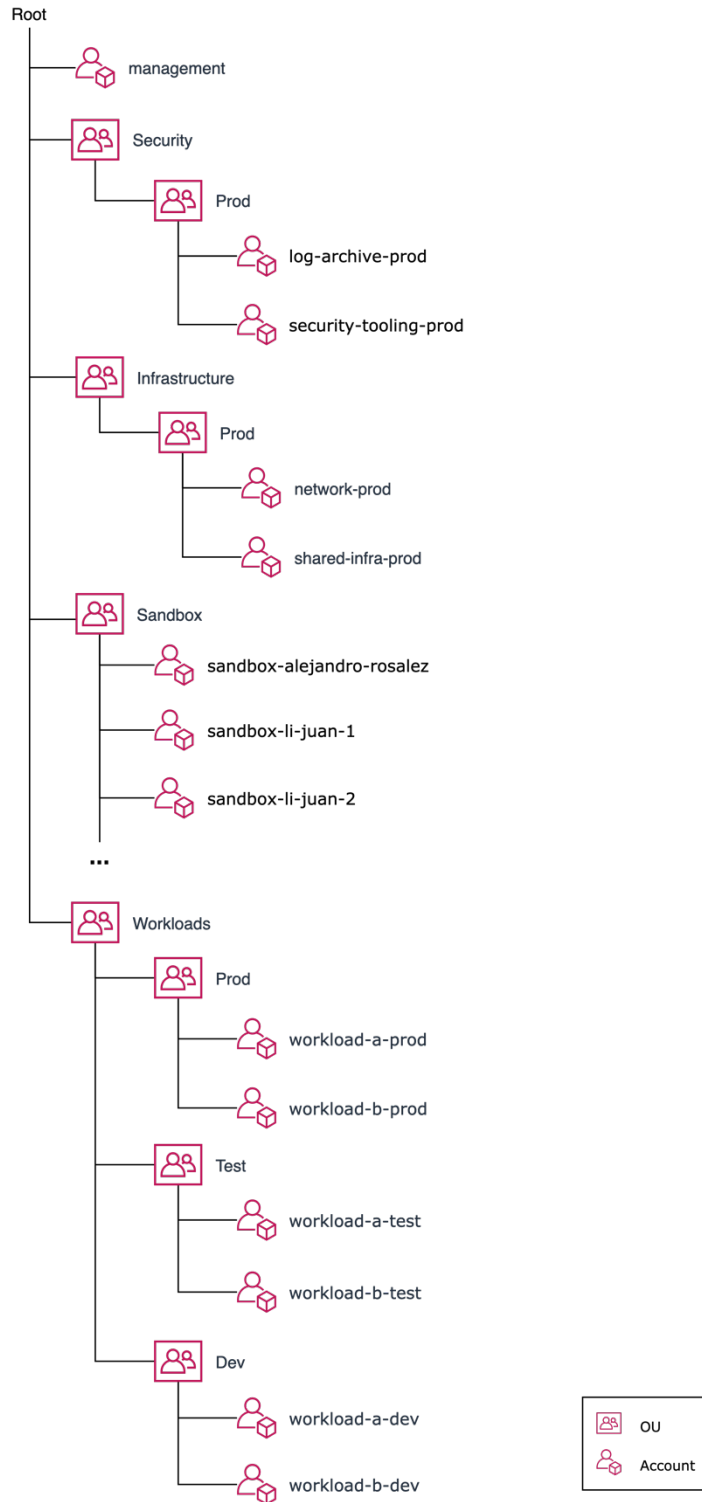 Root
management
Security
Prod
log-archive-prod
security-tooling-prod
Infrastructure
Prod
network-prod
shared-infra-prod
Sandbox
sandbox-alejandro-rosalez
sandbox-li-juan-1
sandbox-li-juan-2
...
Workloads
Prod
workload-a-prod
workload-b-prod
Test
workload-a-test
workload-b-test
Dev
workload-a-dev
workload-b-dev
OU
Account